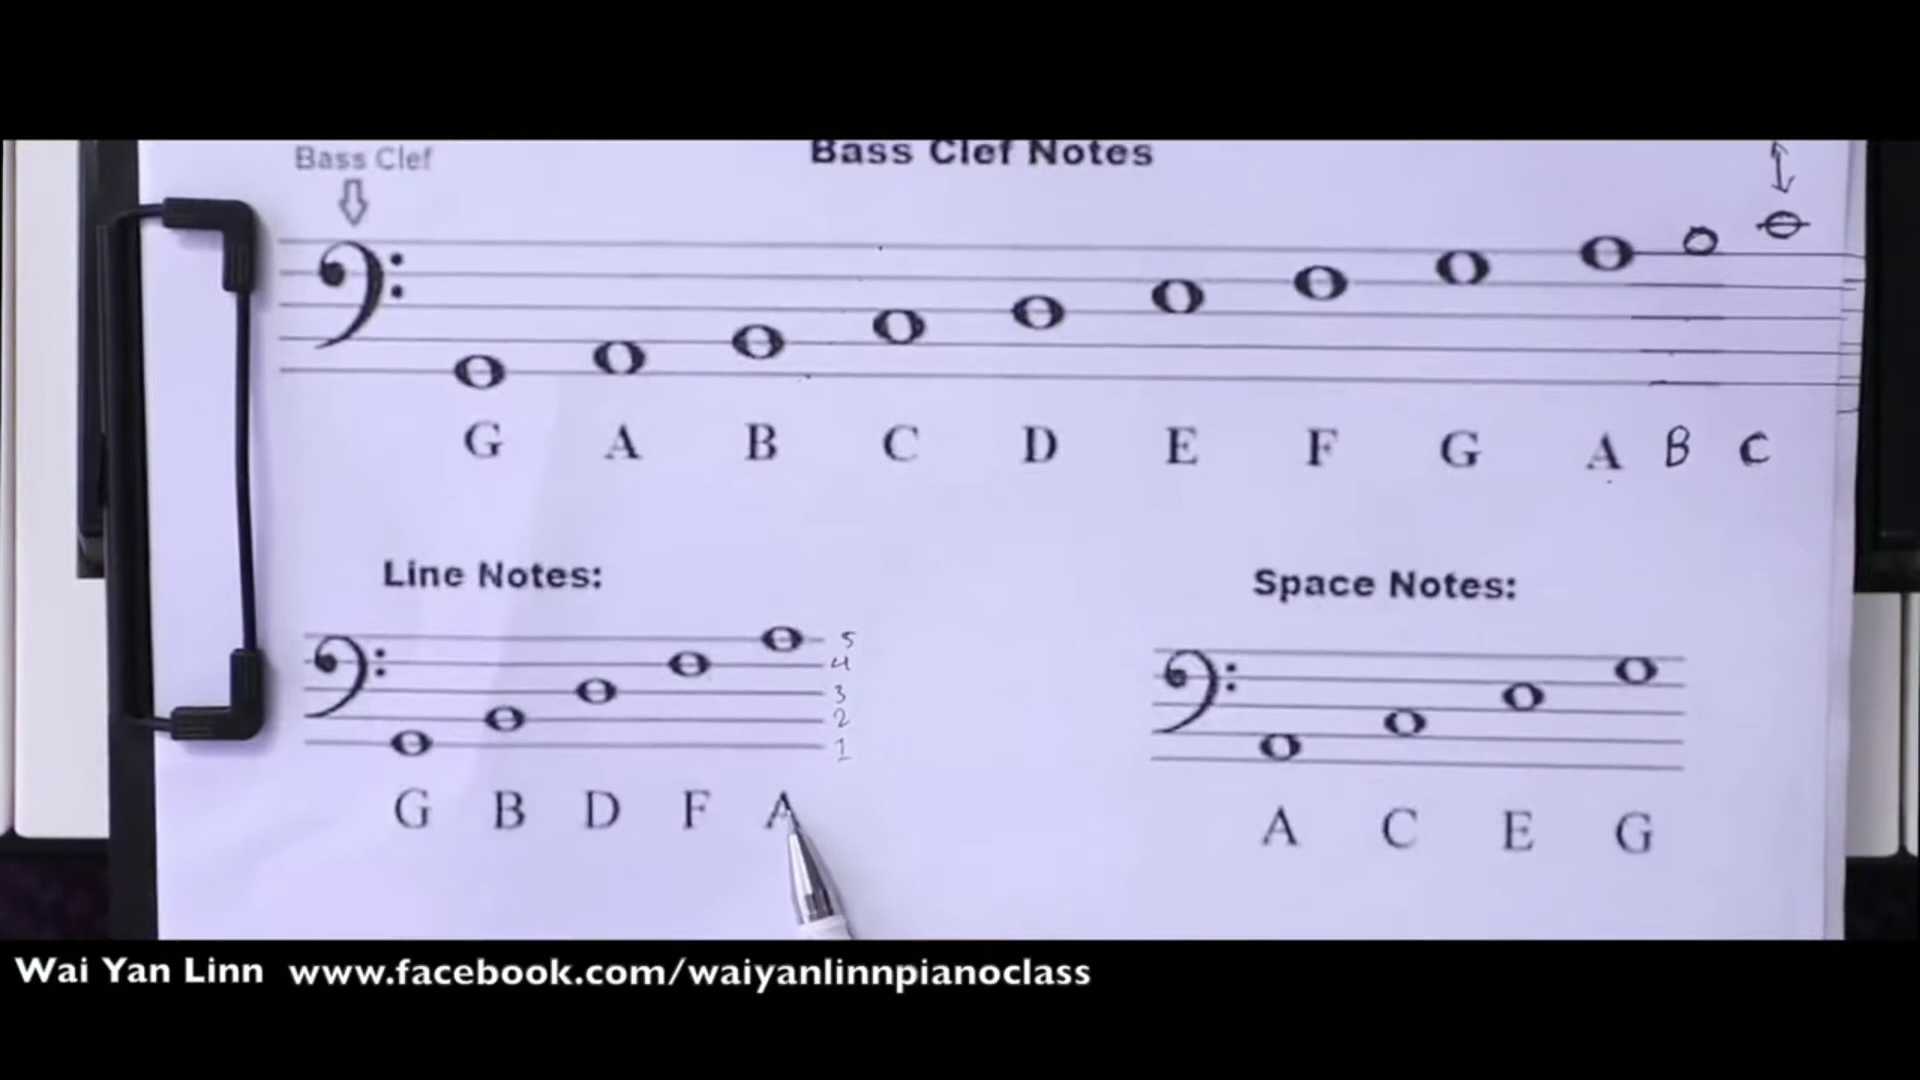 Bass Clef
Bass Clef Notes
G A B C D E F G A B C
Line Notes:
5
4
3
2
1
G B D F A
Space Notes:
A C E G
Wai Yan Linn www.facebook.com/waiyanlinnpianoclass